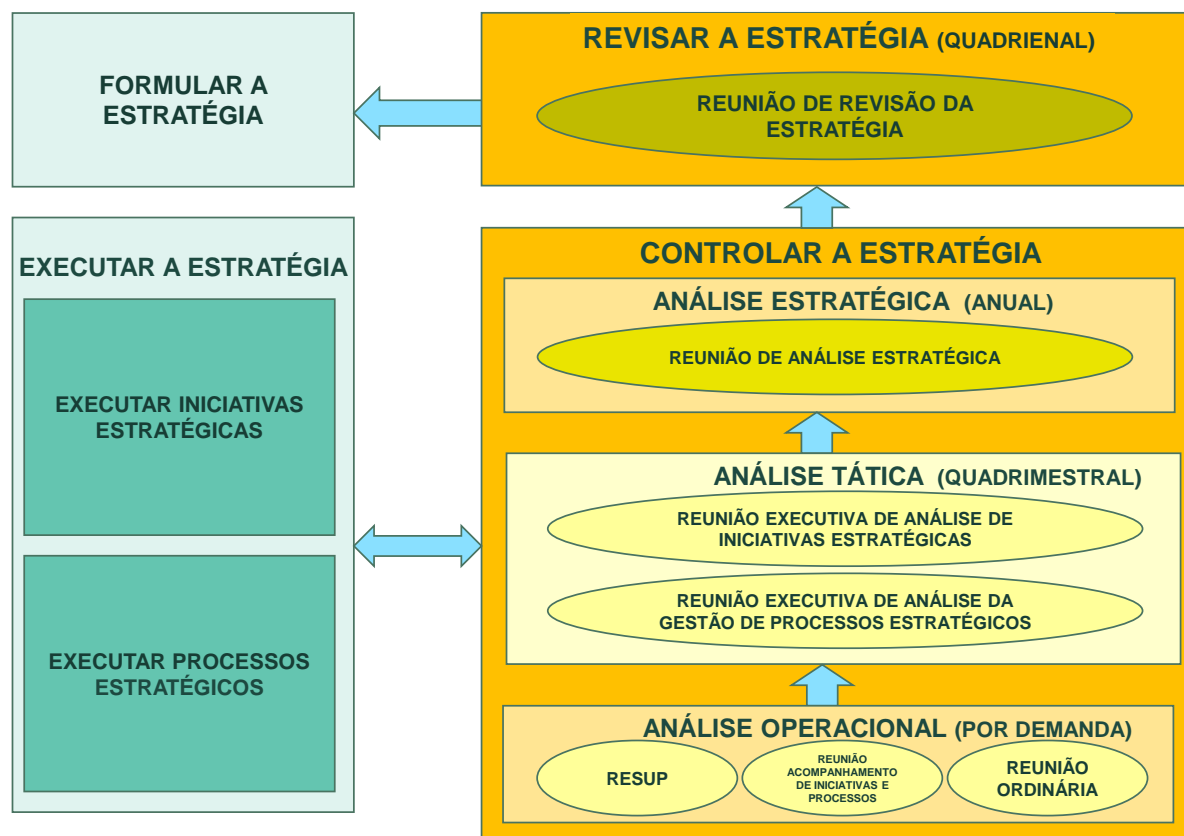 FORMULAR A
ESTRATÉGIA
REVISAR A ESTRATÉGIA (QUADRIENAL)
REUNIÃO DE REVISÃO DA
ESTRATÉGIA
EXECUTAR A ESTRATÉGIA
EXECUTAR INICIATIVAS
ESTRATÉGICAS
EXECUTAR PROCESSOS
ESTRATÉGICOS
CONTROLAR A ESTRATÉGIA
ANÁLISE ESTRATÉGICA (ANUAL)
REUNIÃO DE ANÁLISE ESTRATÉGICA
ANÁLISE TÁTICA (QUADRIMESTRAL)
REUNIÃO EXECUTIVA DE ANÁLISE DE
INICIATIVAS ESTRATÉGICAS
REUNIÃO EXECUTIVA DE ANÁLISE DA
GESTÃO DE PROCESSOS ESTRATÉGICOS
ANÁLISE OPERACIONAL (POR DEMANDA)
RESUP
REUNIÃO
ACOMPANHAMENTO
DE INICIATIVAS E
PROCESSOS
REUNIÃO
ORDINÁRIA